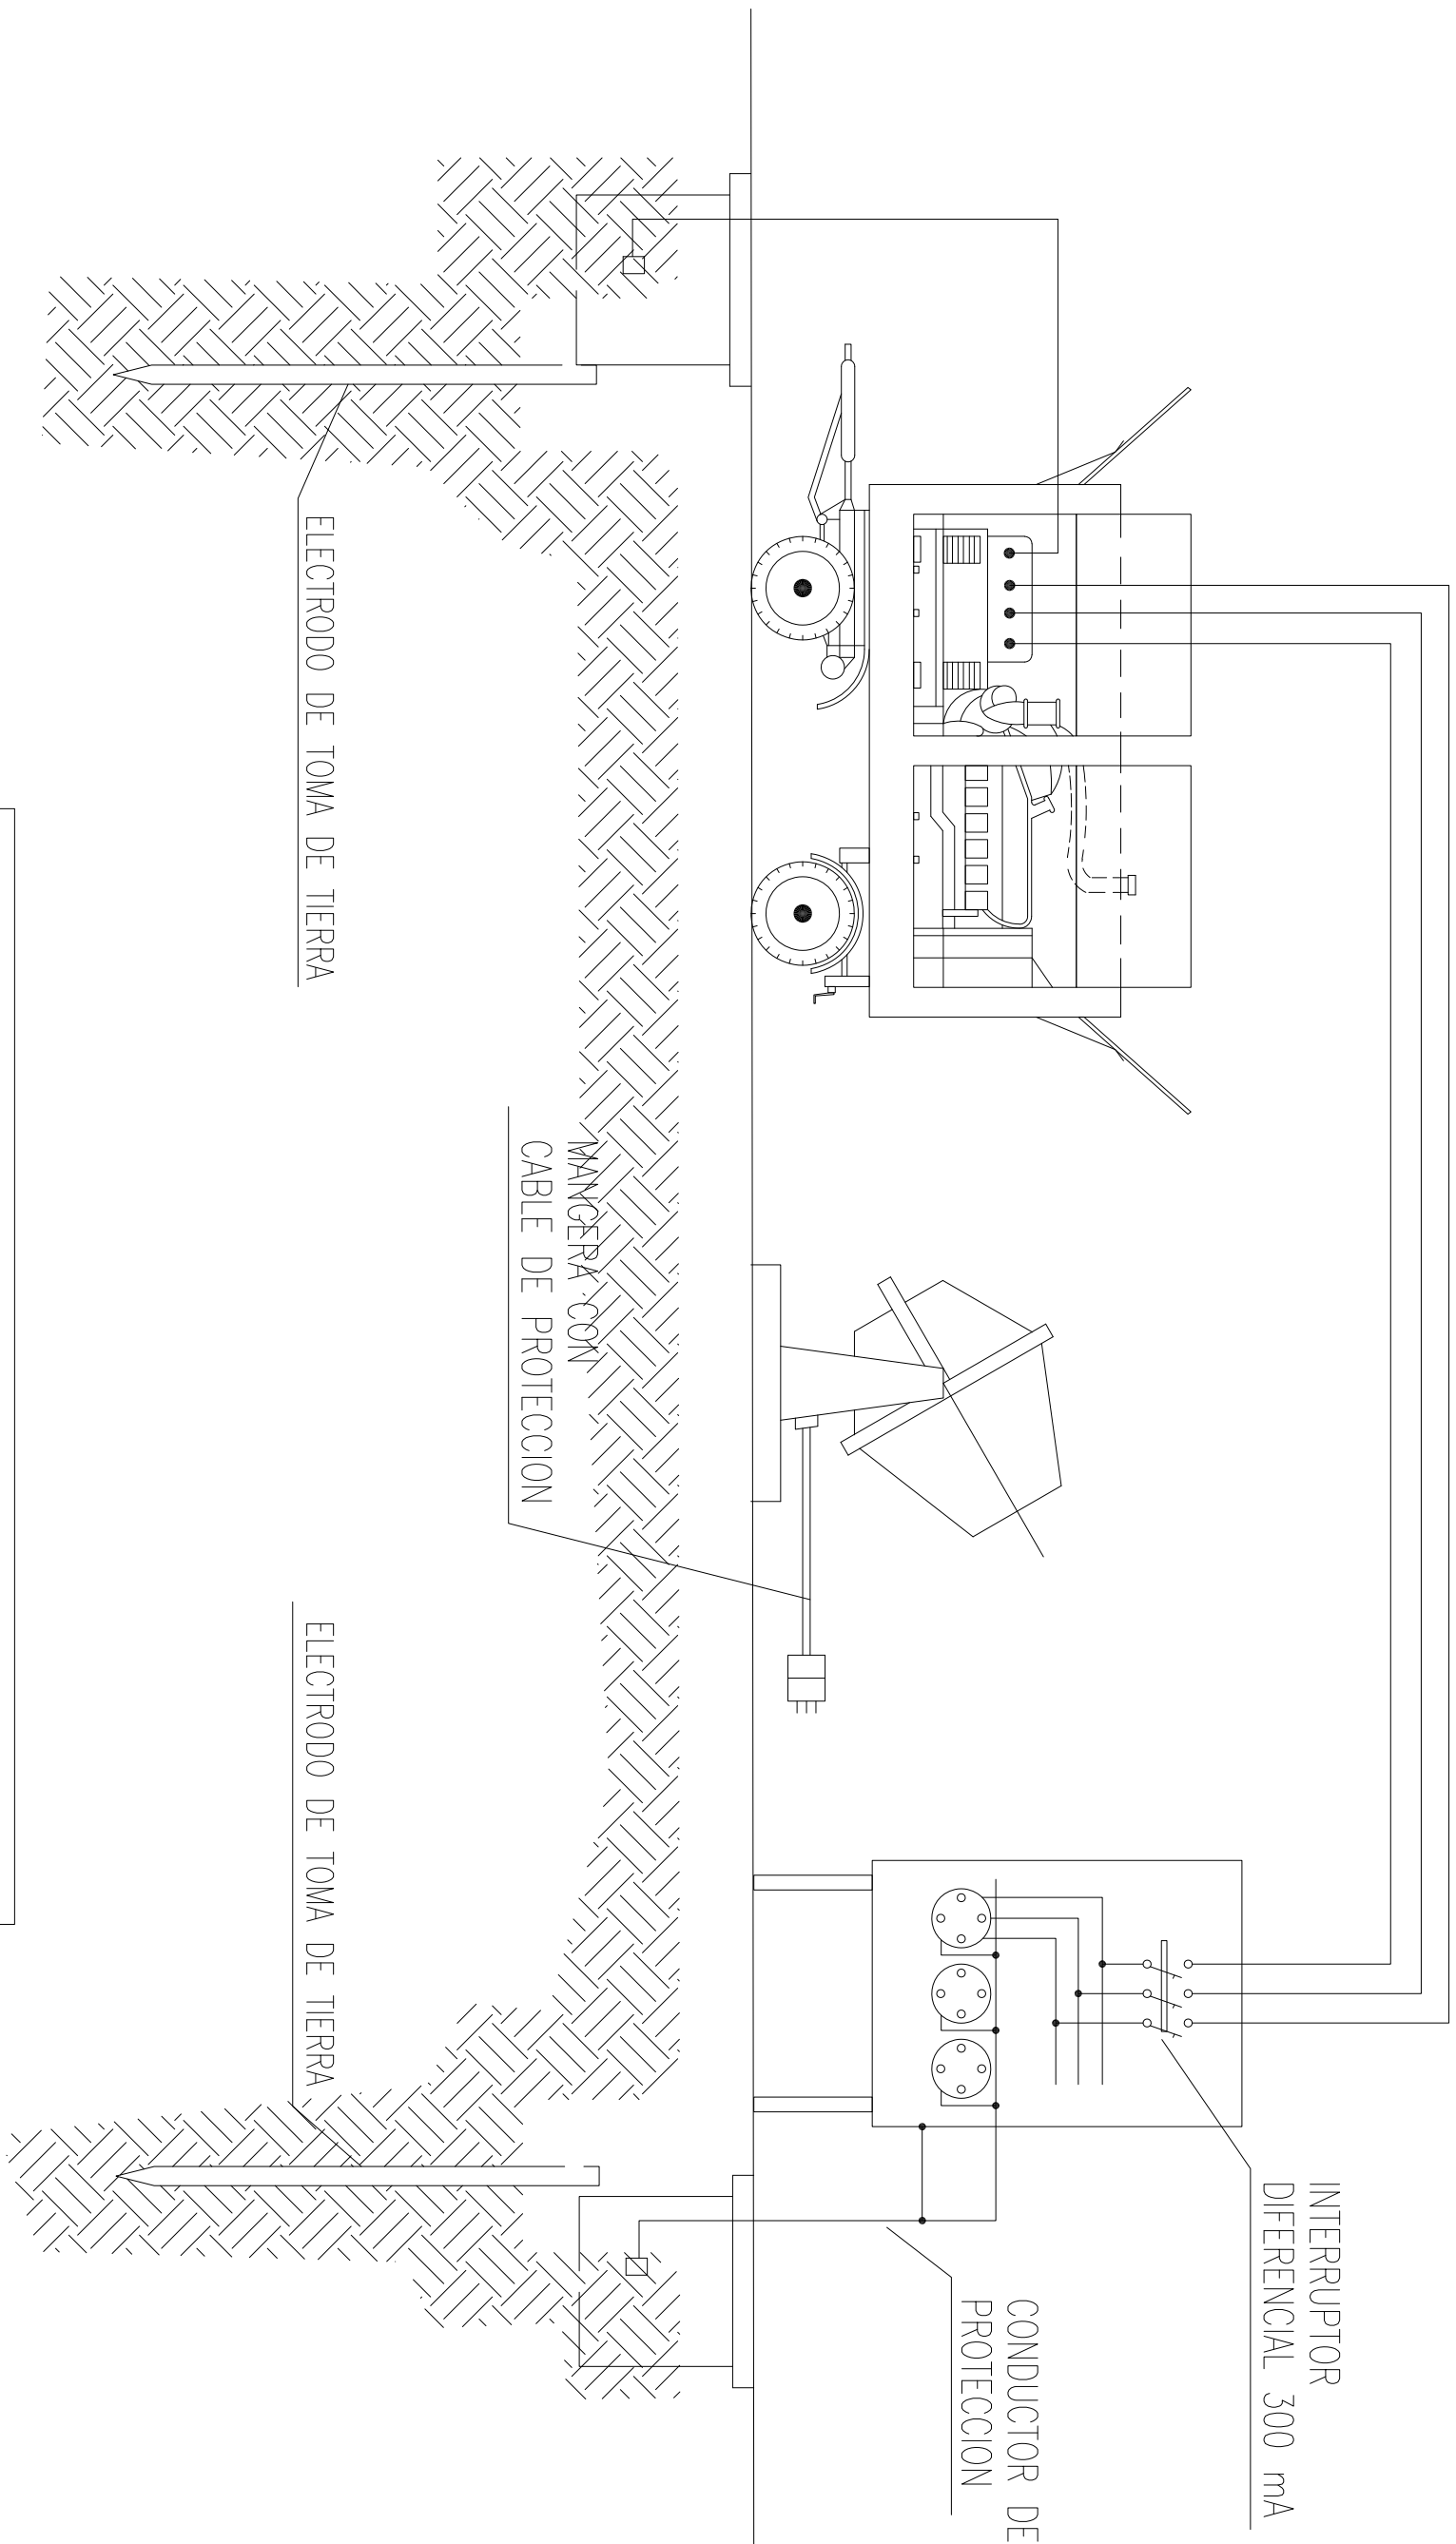 INTERRUPTOR
DIFERENCIAL 300 mA
CONDUCTOR DE
PROTECCION
MANGERA CON
CABLE DE PROTECCION
ELECTRODO DE TOMA DE TIERRA
ELECTRODO DE TOMA DE TIERRA